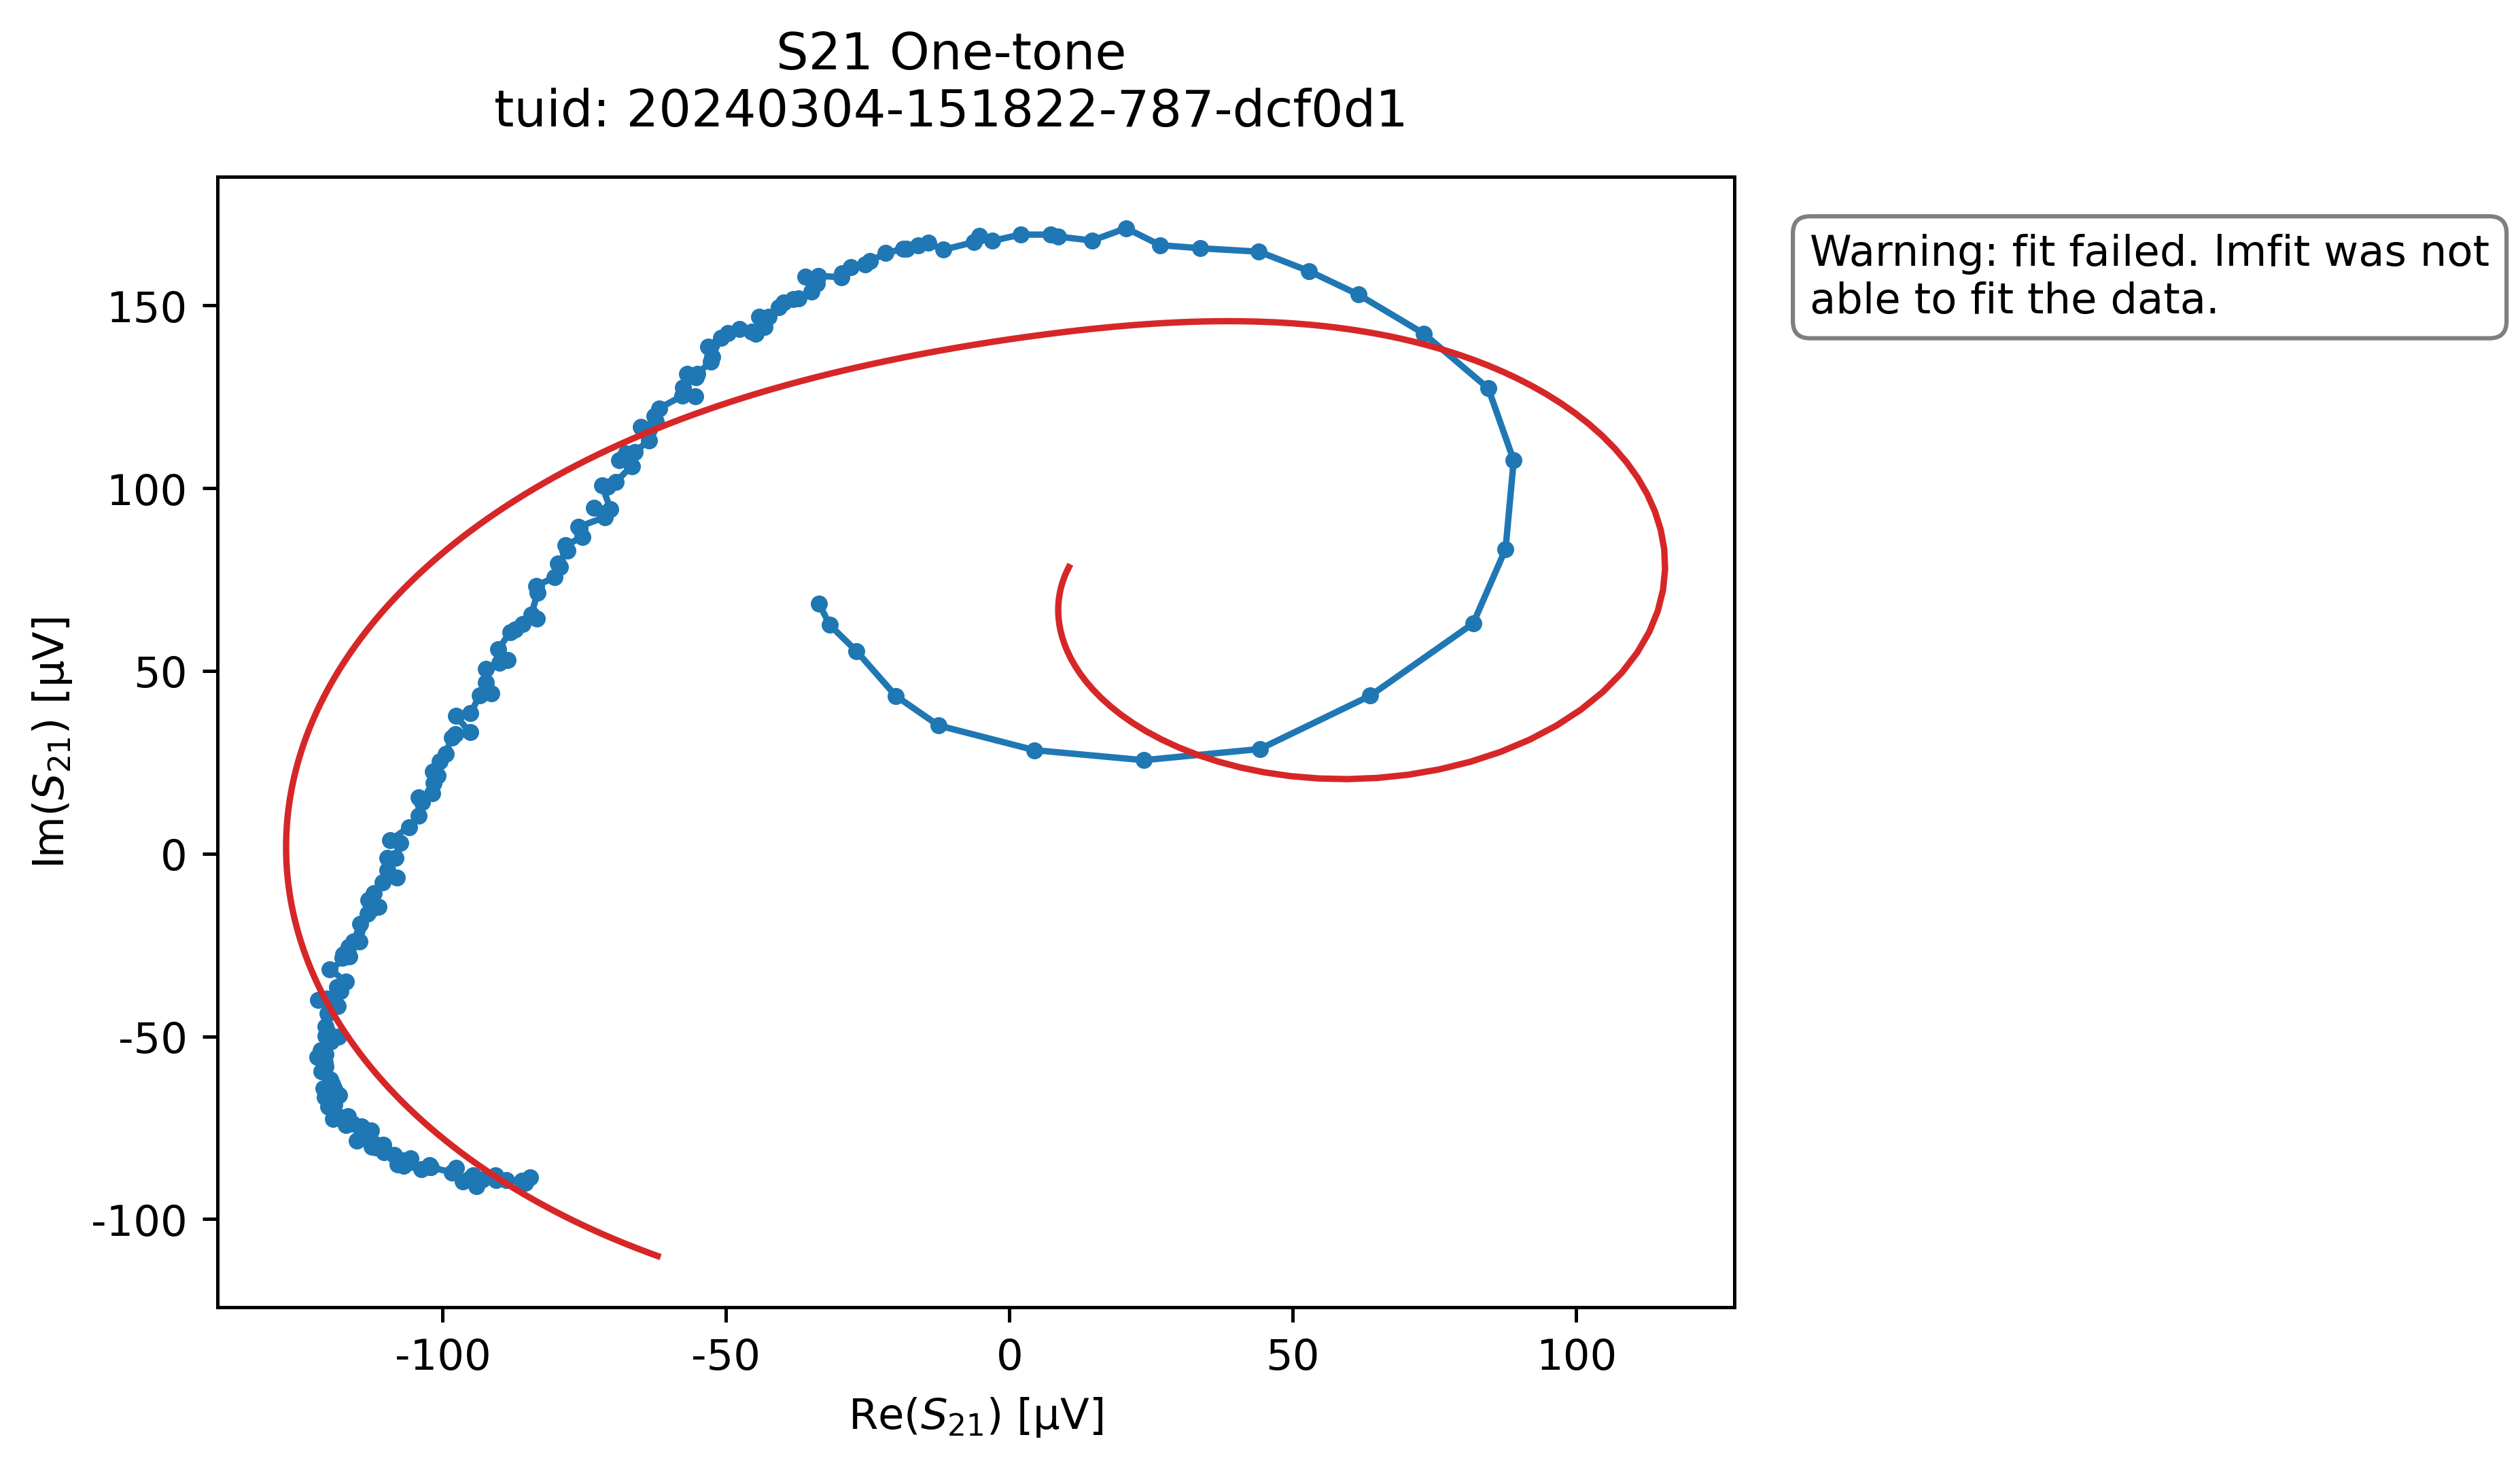 S21 One-tone
tuid: 20240304-151822-787-dcf0d1
Warning: fit failed. lmfit was not
able to fit the data.
150
100
50
0
-50
-100
Im(S₂₁) [µV]
-100 -50 0 50 100
Re(S₂₁) [µV]